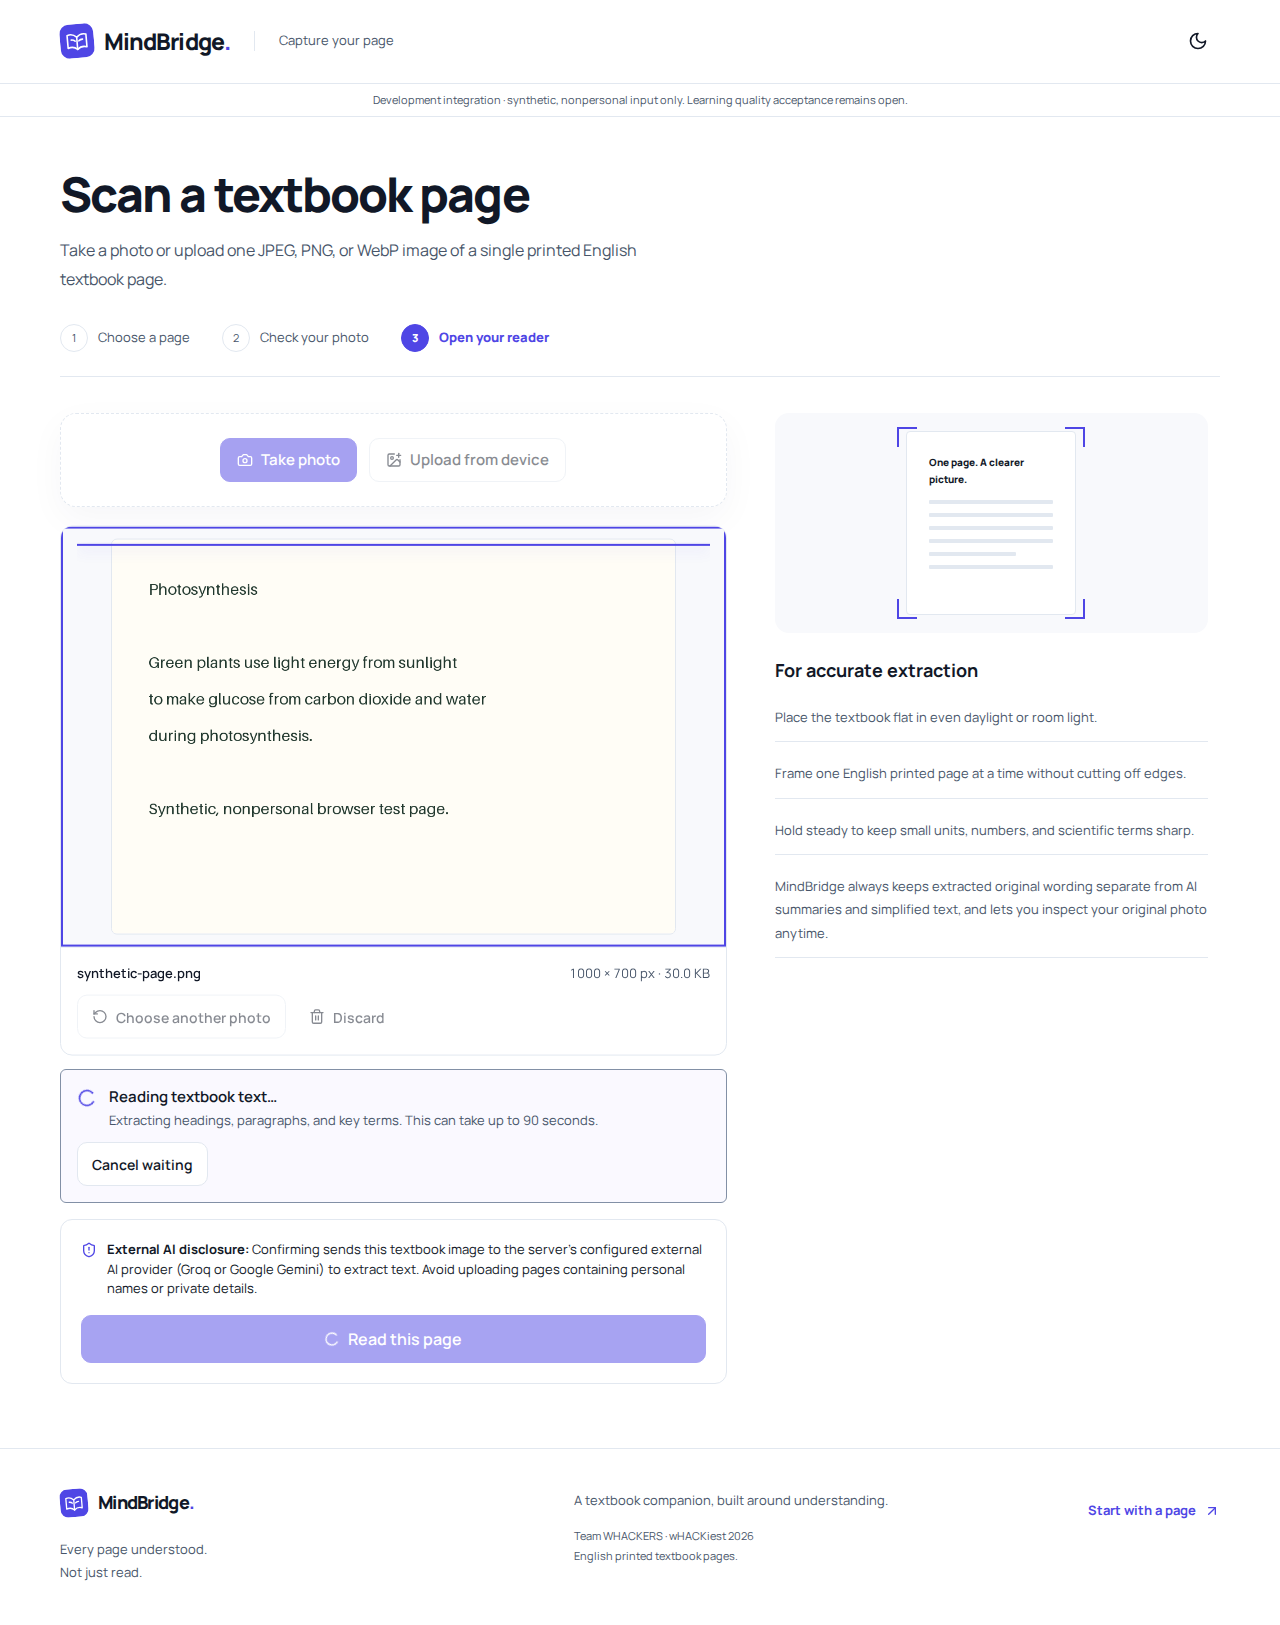 MindBridge.
Capture your page
Development integration · synthetic, nonpersonal input only. Learning quality acceptance remains open.
Scan a textbook page
Take a photo or upload one JPEG, PNG, or WebP image of a single printed English
textbook page.
1 Choose a page
2 Check your photo
3 Open your reader
Take photo
Upload from device
Photosynthesis
Green plants use light energy from sunlight
to make glucose from carbon dioxide and water
during photosynthesis.
Synthetic, nonpersonal browser test page.
synthetic-page.png
1000 × 700 px · 30.0 KB
Choose another photo
Discard
Reading textbook text…
Extracting headings, paragraphs, and key terms. This can take up to 90 seconds.
Cancel waiting
External AI disclosure: Confirming sends this textbook image to the server's configured external
AI provider (Groq or Google Gemini) to extract text. Avoid uploading pages containing personal
names or private details.
Read this page
One page. A clearer
picture.
For accurate extraction
Place the textbook flat in even daylight or room light.
Frame one English printed page at a time without cutting off edges.
Hold steady to keep small units, numbers, and scientific terms sharp.
MindBridge always keeps extracted original wording separate from AI
summaries and simplified text, and lets you inspect your original photo
anytime.
MindBridge.
Every page understood.
Not just read.
A textbook companion, built around understanding.
Team WHACKERS · wHACKiest 2026
English printed textbook pages.
Start with a page